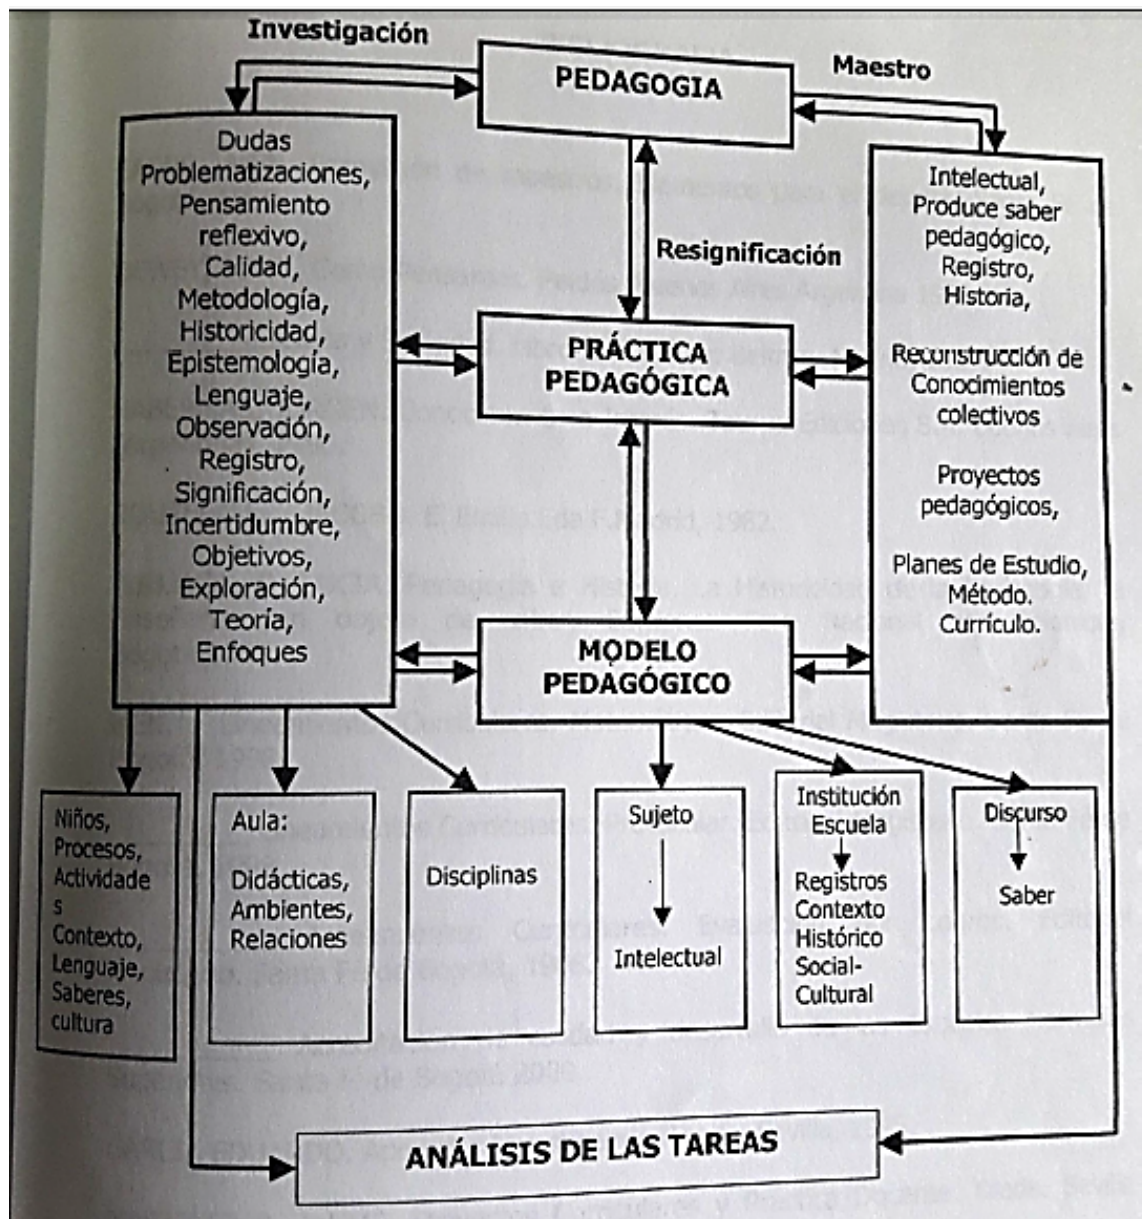 Investigación
PEDAGOGIA
Maestro
Dudas
Problematizaciones,
Pensamiento
reflexivo,
Calidad,
Metodología,
Historicidad,
Epistemología,
Lenguaje,
Observación,
Registro,
Significación,
Incertidumbre,
Objetivos,
Exploración,
Teoría,
Enfoques
Resignificación
PRÁCTICA
PEDAGÓGICA
MODELO
PEDAGÓGICO
Intelectual,
Produce saber
pedagógico,
Registro,
Historia,
Reconstrucción de
Conocimientos
colectivos
Proyectos
pedagógicos,
Planes de Estudio,
Método.
Currículo.
Niños,
Procesos,
Actividade
s
Contexto,
Lenguaje,
Saberes,
cultura
Aula:
Didácticas,
Ambientes,
Relaciones
Disciplinas
Sujeto
Intelectual
Institución
Escuela
Registros
Contexto
Histórico
Social-
Cultural
Discurso
Saber
ANÁLISIS DE LAS TAREAS